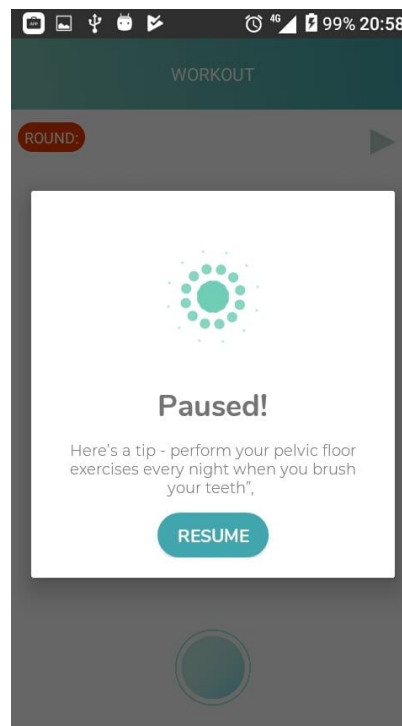 4G 99% 20:58
WORKOUT
ROUND:
Paused!
Here's a tip - perform your pelvic floor
exercises every night when you brush
your teeth",
RESUME